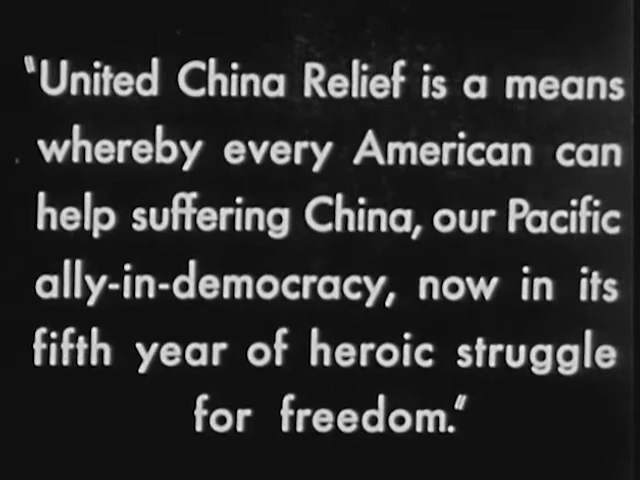 "United China Relief is a means
whereby every American can
help suffering China, our Pacific
ally-in-democracy, now in its
fifth year of heroic struggle
for freedom."